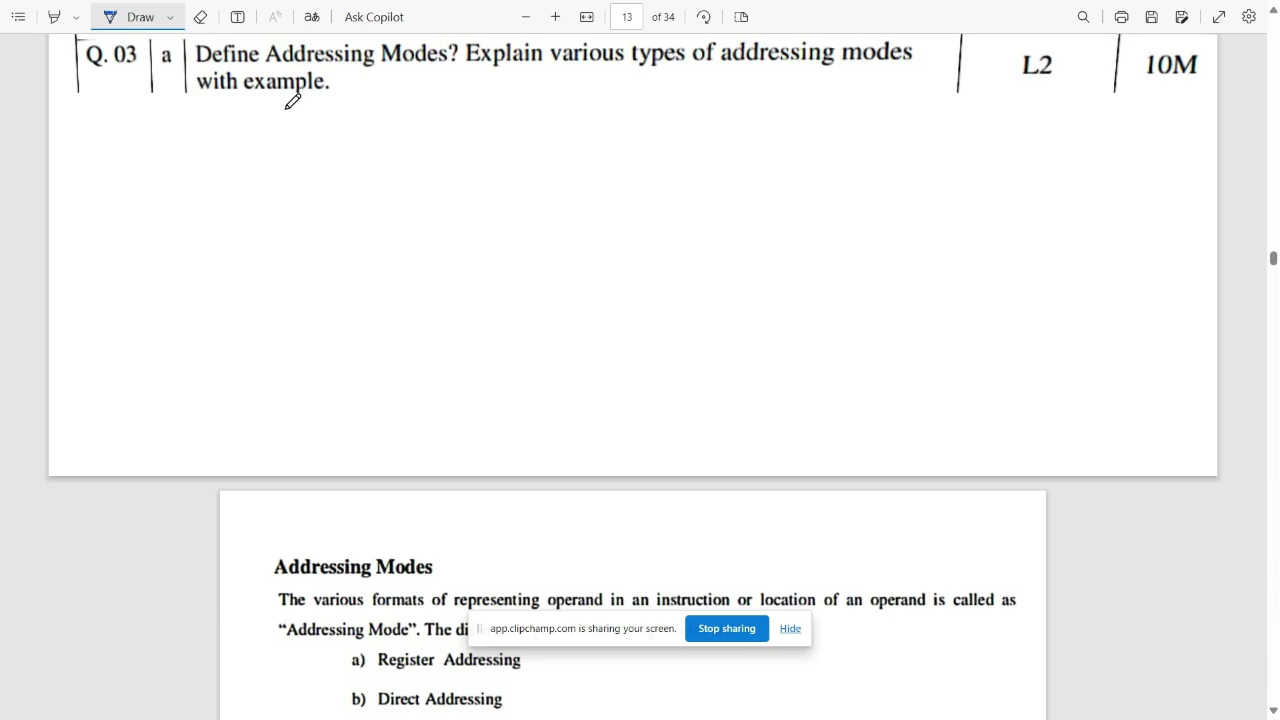 Draw
Ask Copilot
13 of 34
Q. 03 a Define Addressing Modes? Explain various types of addressing modes L2 10M
with example.
Addressing Modes
The various formats of representing operand in an instruction or location of an operand is called as
"Addressing Mode". The di
app.clipchamp.com is sharing your screen. Stop sharing Hide
a) Register Addressing
b) Direct Addressing